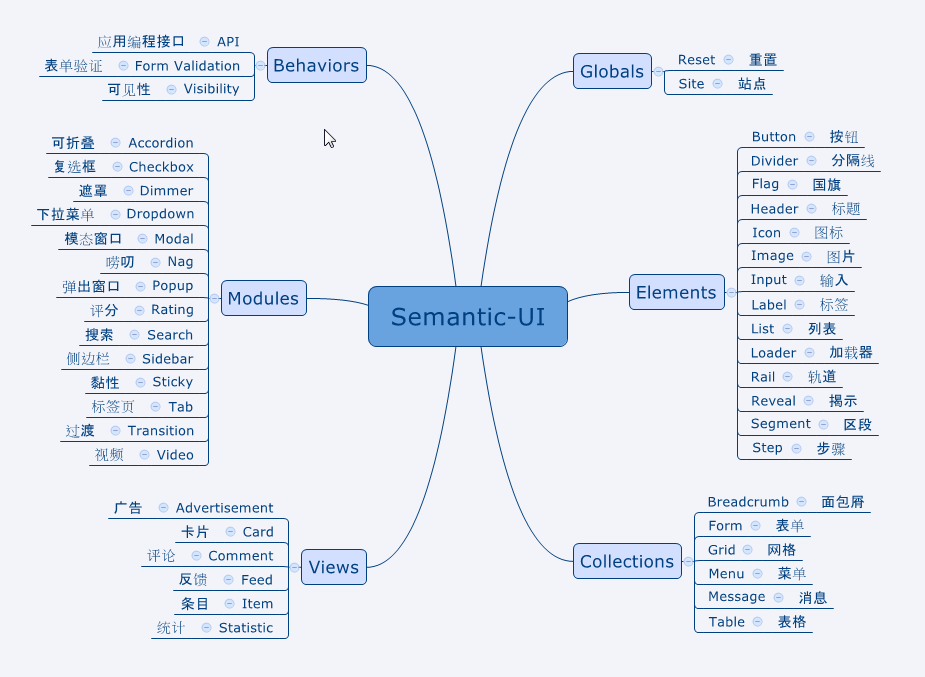 Semantic-UI
Behaviors
应用编程接口 API
表单验证 Form Validation
可见性 Visibility
Modules
可折叠 Accordion
复选框 Checkbox
遮罩 Dimmer
下拉菜单 Dropdown
模态窗口 Modal
唠叨 Nag
弹出窗口 Popup
评分 Rating
搜索 Search
侧边栏 Sidebar
黏性 Sticky
标签页 Tab
过渡 Transition
视频 Video
Views
广告 Advertisement
卡片 Card
评论 Comment
反馈 Feed
条目 Item
统计 Statistic
Globals
Reset 重置
Site 站点
Elements
Button 按钮
Divider 分隔线
Flag 国旗
Header 标题
Icon 图标
Image 图片
Input 输入
Label 标签
List 列表
Loader 加载器
Rail 轨道
Reveal 揭示
Segment 区段
Step 步骤
Collections
Breadcrumb 面包屑
Form 表单
Grid 网格
Menu 菜单
Message 消息
Table 表格